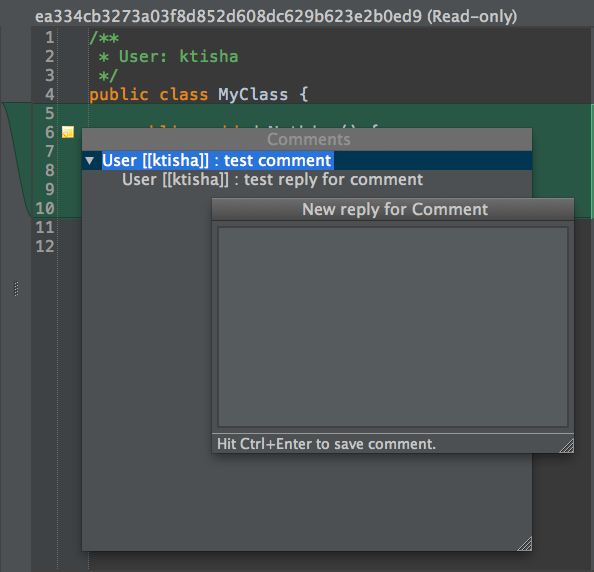 ea334cb3273a03f8d852d608dc629b623e2b0ed9 (Read-only)
1 /**
2 * User: ktisha
3 */
4 public class MyClass {
5
6
7
8
9
10
11
12
Comments
User [[ktisha]] : test comment
User [[ktisha]] : test reply for comment
New reply for Comment
Hit Ctrl+Enter to save comment.